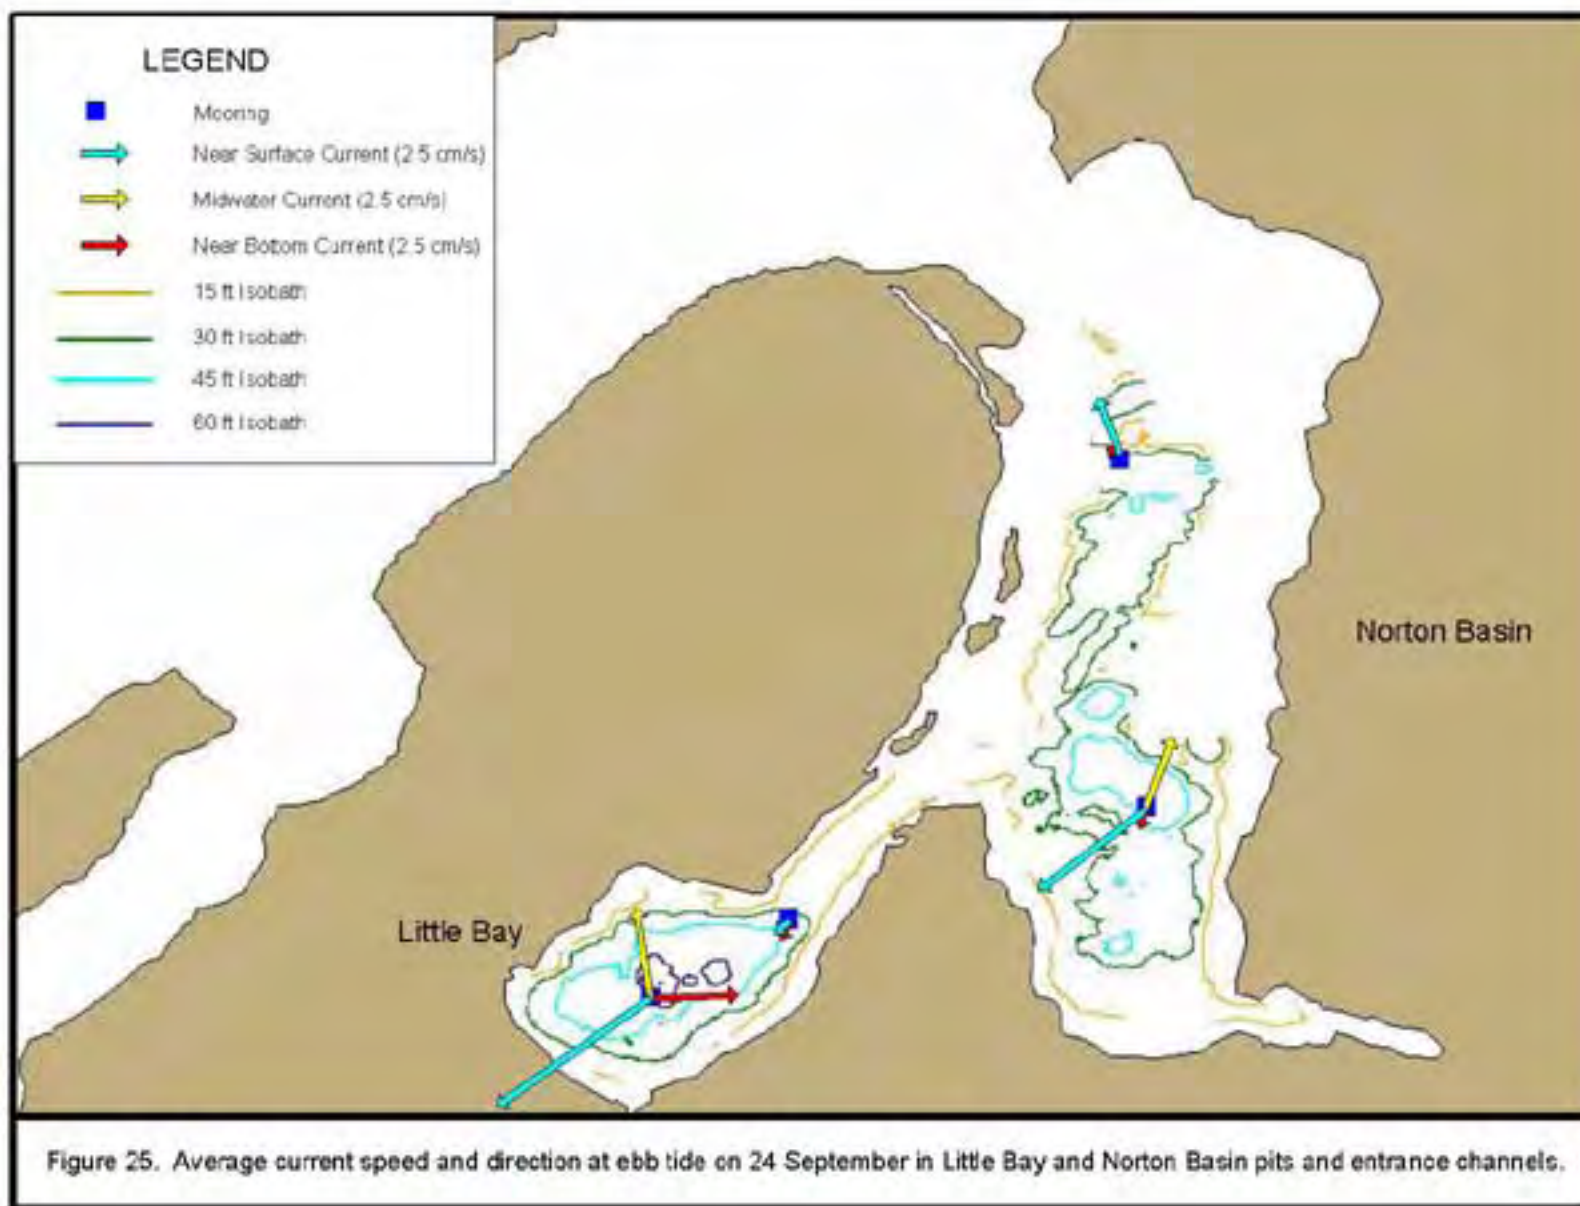 LEGEND
Mooring
Near Surface Current (2.5 cm/s)
Midwater Current (2.5 cm/s)
Near Bottom Current (2.5 cm/s)
15 ft Isobath
30 ft Isobath
45 ft Isobath
60 ft Isobath
Norton Basin
Little Bay
Figure 25. Average current speed and direction at ebb tide on 24 September in Little Bay and Norton Basin pits and entrance channels.